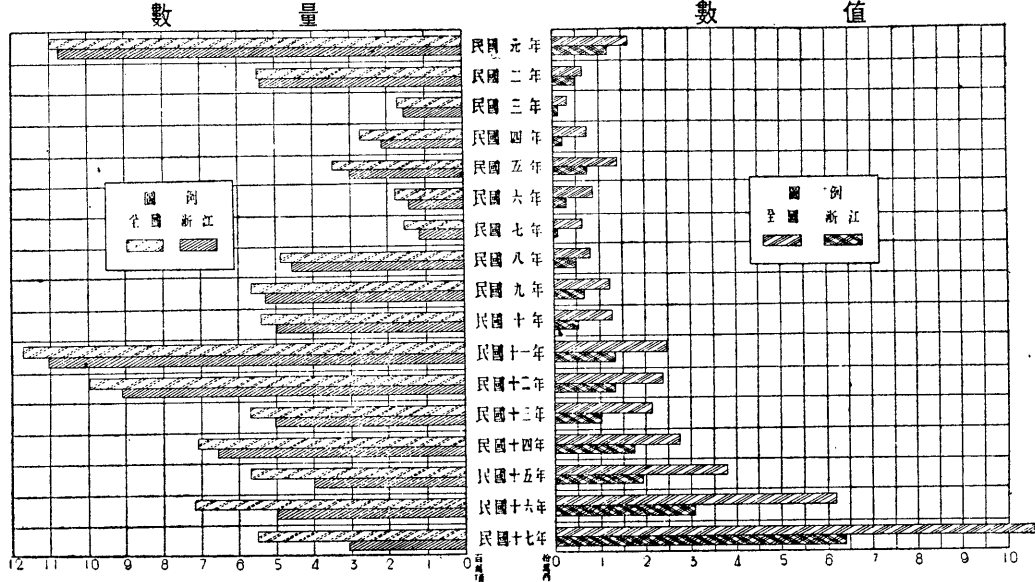 數量
數值
民國元年
民國二年
民國三年
民國四年
民國五年
民國六年
民國七年
民國八年
民國九年
民國十年
民國十一年
民國十二年
民國十三年
民國十四年
民國十五年
民國十六年
民國十七年
圖例
全國 浙江
圖例
全國 浙江
12 11 10 9 8 7 6 5 4 3 2 1 0
0 1 2 3 4 5 6 7 8 9 10